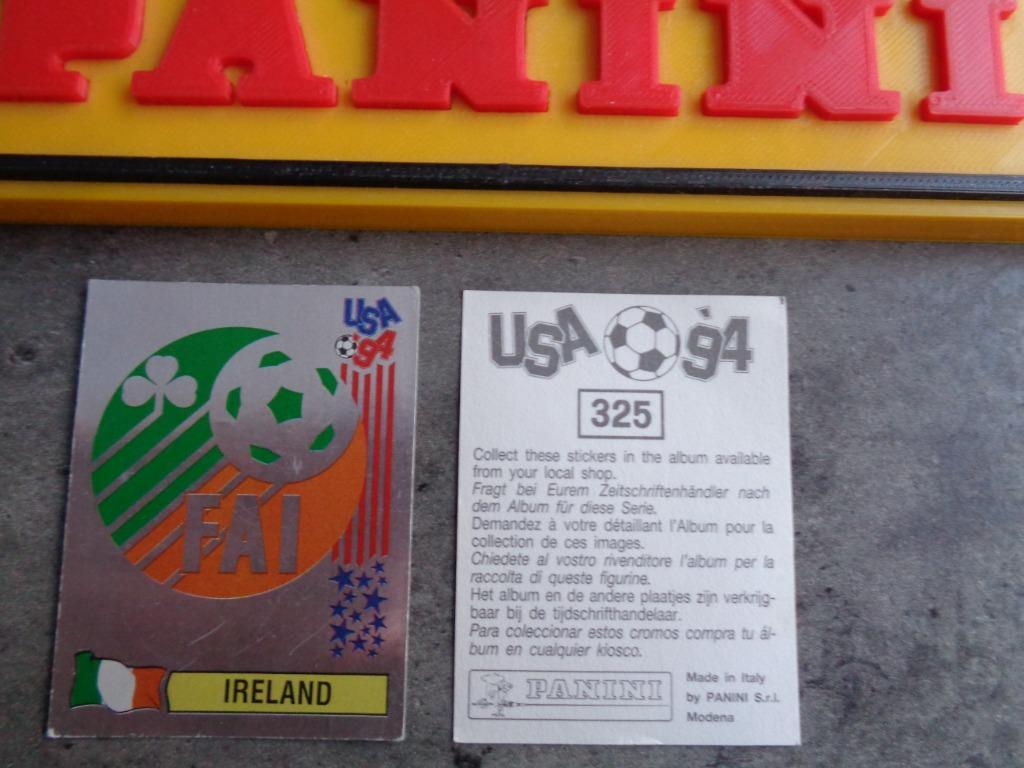 PANINI
USA
'94
FAI
IRELAND
USA '94
325
Collect these stickers in the album available
from your local shop.
Fragt bei Eurem Zeitschriftenhändler nach
dem Album für diese Serie.
Demandez à votre détaillant l'Album pour la
collection de ces images.
Chiedete al vostro rivenditore l'album per la
raccolta di queste figurine.
Het album en de andere plaatjes zijn verkrijg-
baar bij de tijdschrifthandelaar.
Para coleccionar estos cromos compra tu ál-
bum en cualquier kiosco.
PANINI
Made in Italy
by PANINI S.r.l.
Modena